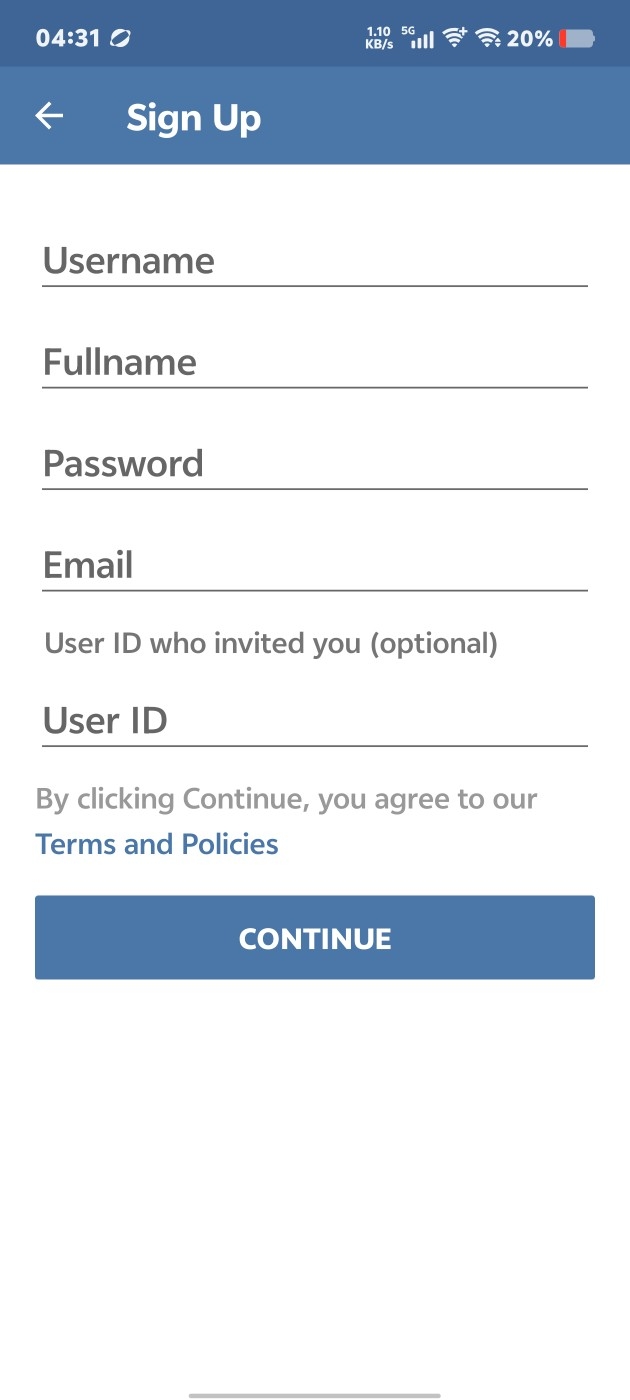 04:31
1.10 KB/s 5G 20%
Sign Up
Username
Fullname
Password
Email
User ID who invited you (optional)
User ID
By clicking Continue, you agree to our
Terms and Policies
CONTINUE